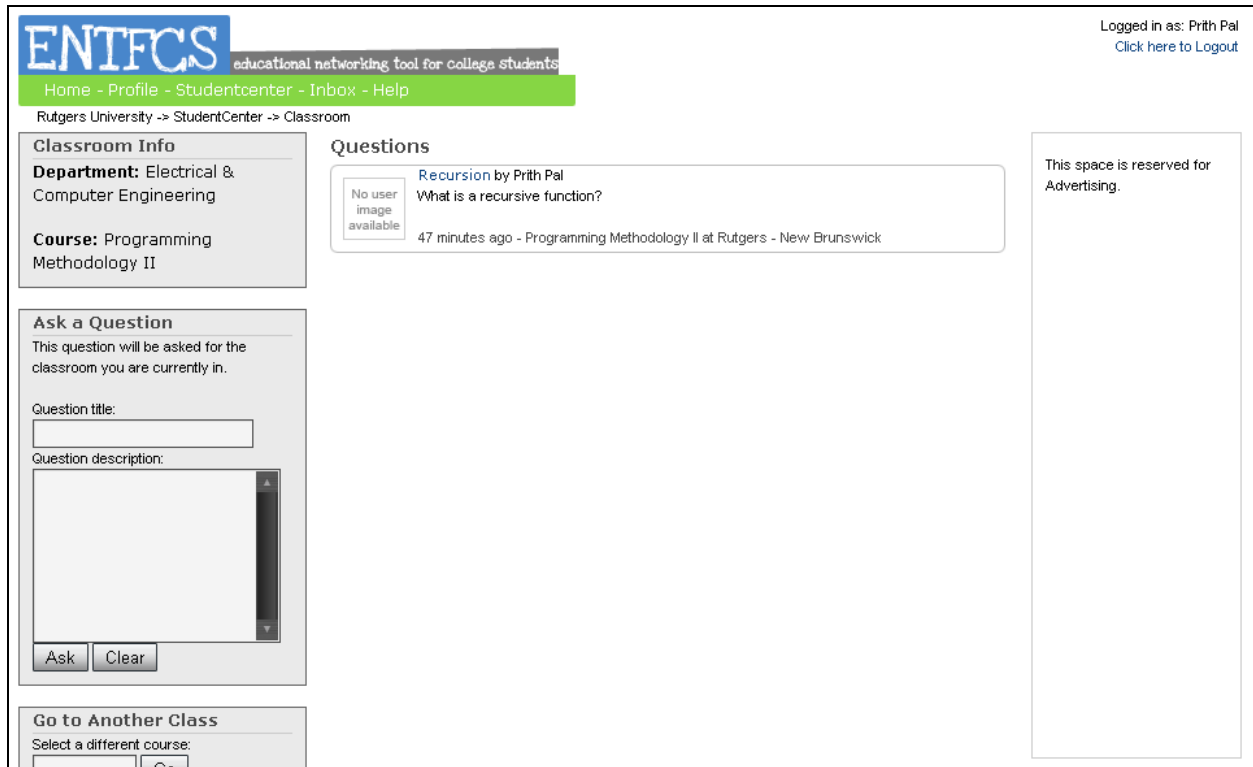 ENTFCS educational networking tool for college students
Logged in as: Prith Pal
Click here to Logout
Home - Profile - Studentcenter - Inbox - Help
Rutgers University -> StudentCenter -> Classroom
Classroom Info
Department: Electrical &
Computer Engineering
Course: Programming
Methodology II
Ask a Question
This question will be asked for the
classroom you are currently in.
Question title:
Question description:
Ask Clear
Go to Another Class
Select a different course:
Go
Questions
Recursion by Prith Pal
No user
image
available
What is a recursive function?
47 minutes ago - Programming Methodology II at Rutgers - New Brunswick
This space is reserved for
Advertising.